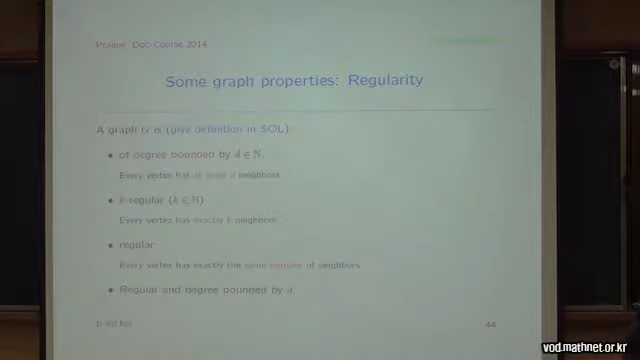 Prague, Doc-Course 2014
Some graph properties: Regularity
A graph G is (give definition in SOL)
• of degree bounded by d ∈ ℕ.
Every vertex has at most d neighbors
• k-regular (k ∈ ℕ)
Every vertex has exactly k neighbors
• regular
Every vertex has exactly the same number of neighbors
• Regular and degree bounded by d.
44
vod.mathnet.or.kr